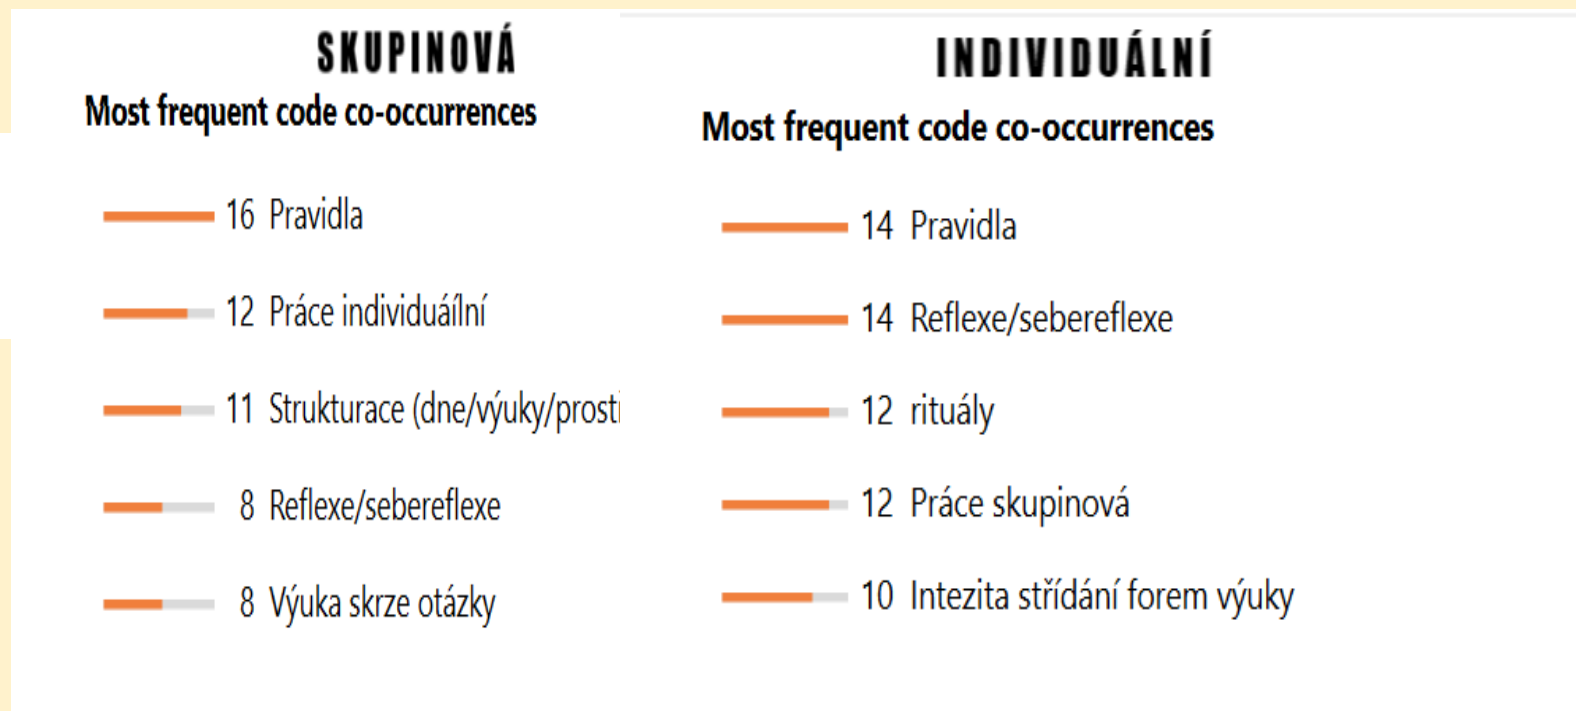 SKUPINOVÁ
Most frequent code co-occurrences
16 Pravidla
12 Práce individuáílní
11 Strukturace (dne/výuky/prosti
8 Reflexe/sebereflexe
8 Výuka skrze otázky
INDIVIDUÁLNÍ
Most frequent code co-occurrences
14 Pravidla
14 Reflexe/sebereflexe
12 rituály
12 Práce skupinová
10 Intezita střídání forem výuky